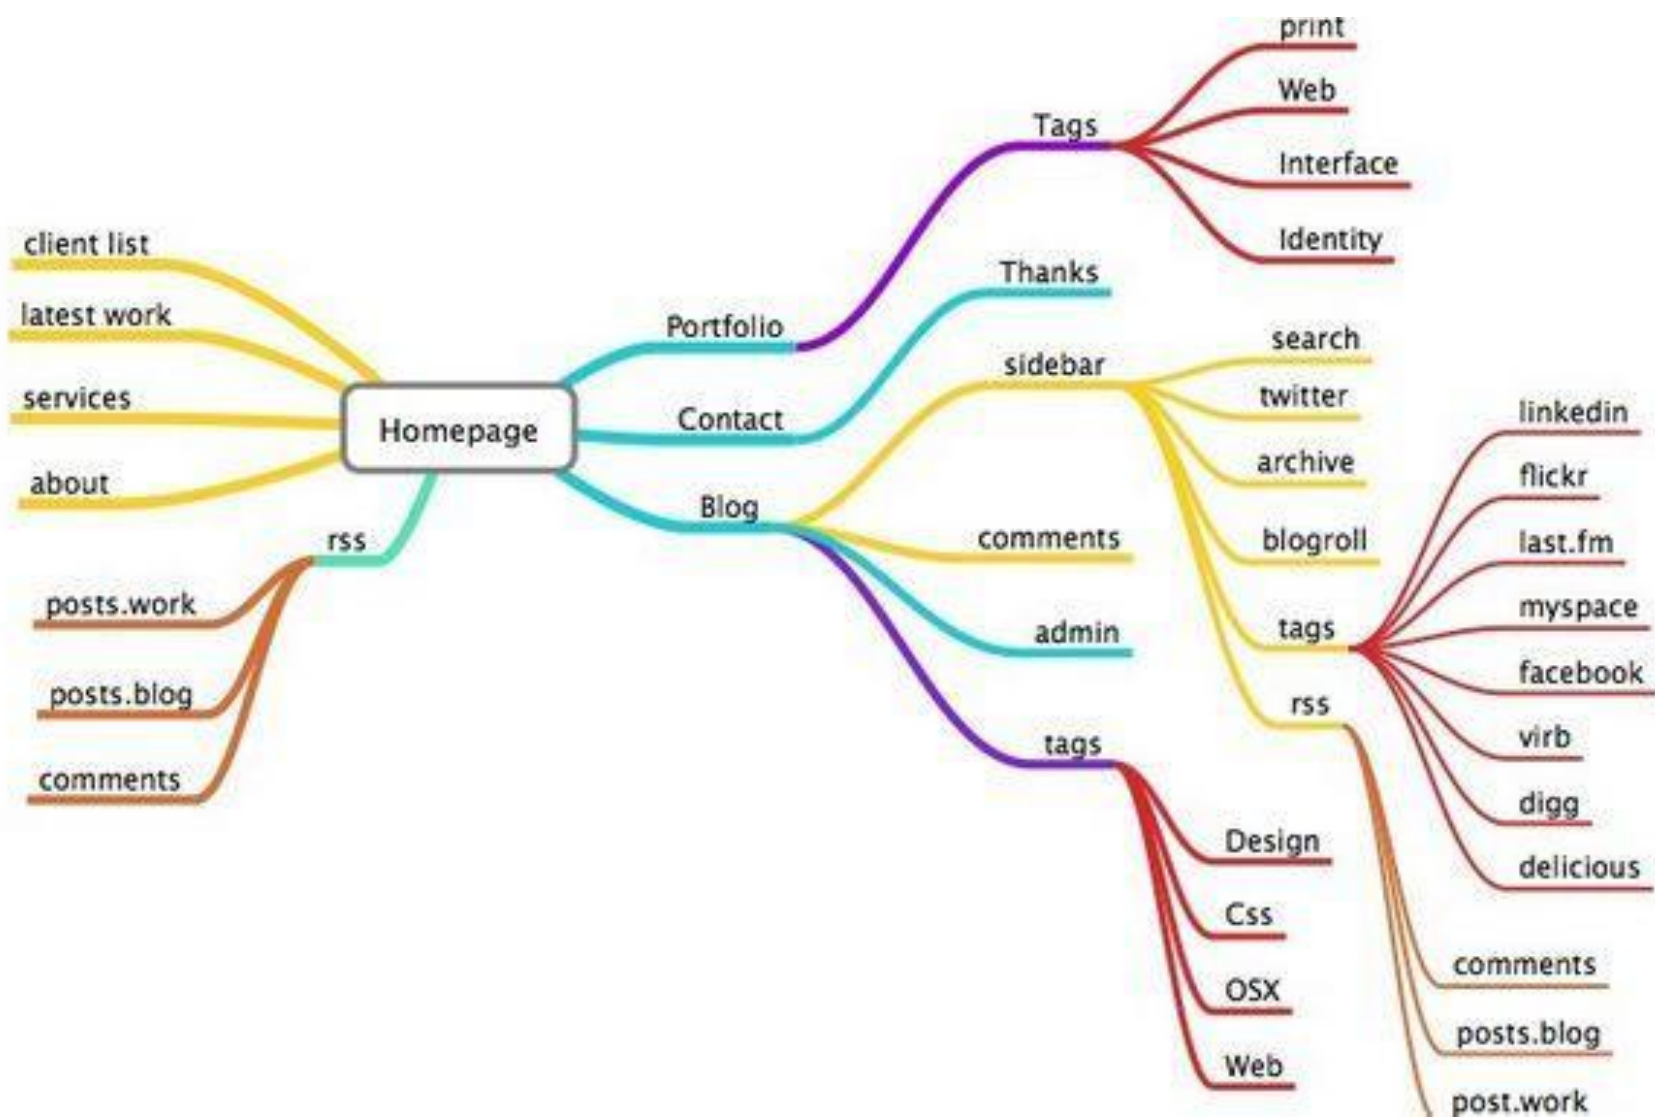 print
Web
Tags
Interface
Identity
client list
latest work
services
about
Homepage
rss
posts.work
posts.blog
comments
Portfolio
Contact
Blog
Thanks
sidebar
comments
admin
tags
search
twitter
archive
blogroll
tags
rss
linkedin
flickr
last.fm
myspace
facebook
virb
digg
delicious
Design
Css
OSX
Web
comments
posts.blog
post.work